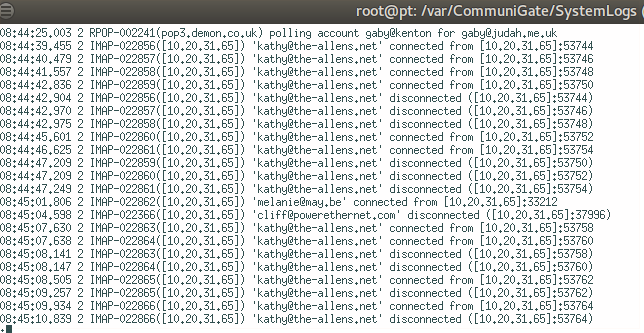 root@pt: /var/CommuniGate/SystemLogs (
08:44:25.003 2 RPOP-002241(pop3.demon.co.uk) polling account gaby@kenton for gaby@judah.me.uk
08:44:39.455 2 IMAP-022856([10.20.31.65]) 'kathy@the-allens.net' connected from [10.20.31.65]:53744
08:44:40.479 2 IMAP-022857([10.20.31.65]) 'kathy@the-allens.net' connected from [10.20.31.65]:53746
08:44:41.557 2 IMAP-022858([10.20.31.65]) 'kathy@the-allens.net' connected from [10.20.31.65]:53748
08:44:42.836 2 IMAP-022859([10.20.31.65]) 'kathy@the-allens.net' connected from [10.20.31.65]:53750
08:44:42.904 2 IMAP-022856([10.20.31.65]) 'kathy@the-allens.net' disconnected ([10.20.31.65]:53744)
08:44:42.970 2 IMAP-022857([10.20.31.65]) 'kathy@the-allens.net' disconnected ([10.20.31.65]:53746)
08:44:42.975 2 IMAP-022858([10.20.31.65]) 'kathy@the-allens.net' disconnected ([10.20.31.65]:53748)
08:44:45.601 2 IMAP-022860([10.20.31.65]) 'kathy@the-allens.net' connected from [10.20.31.65]:53752
08:44:46.625 2 IMAP-022861([10.20.31.65]) 'kathy@the-allens.net' connected from [10.20.31.65]:53754
08:44:47.209 2 IMAP-022859([10.20.31.65]) 'kathy@the-allens.net' disconnected ([10.20.31.65]:53750)
08:44:47.209 2 IMAP-022860([10.20.31.65]) 'kathy@the-allens.net' disconnected ([10.20.31.65]:53752)
08:44:47.249 2 IMAP-022861([10.20.31.65]) 'kathy@the-allens.net' disconnected ([10.20.31.65]:53754)
08:45:01.806 2 IMAP-022862([10.20.31.65]) 'melanie@may.be' connected from [10.20.31.65]:33212
08:45:04.598 2 IMAP-022366([10.20.31.65]) 'cliff@powerethernet.com' disconnected ([10.20.31.65]:37996)
08:45:07.630 2 IMAP-022863([10.20.31.65]) 'kathy@the-allens.net' connected from [10.20.31.65]:53758
08:45:07.638 2 IMAP-022864([10.20.31.65]) 'kathy@the-allens.net' connected from [10.20.31.65]:53760
08:45:08.141 2 IMAP-022863([10.20.31.65]) 'kathy@the-allens.net' disconnected ([10.20.31.65]:53758)
08:45:08.147 2 IMAP-022864([10.20.31.65]) 'kathy@the-allens.net' disconnected ([10.20.31.65]:53760)
08:45:08.505 2 IMAP-022865([10.20.31.65]) 'kathy@the-allens.net' connected from [10.20.31.65]:53762
08:45:09.257 2 IMAP-022865([10.20.31.65]) 'kathy@the-allens.net' disconnected ([10.20.31.65]:53762)
08:45:09.934 2 IMAP-022866([10.20.31.65]) 'kathy@the-allens.net' connected from [10.20.31.65]:53764
08:45:10.839 2 IMAP-022866([10.20.31.65]) 'kathy@the-allens.net' disconnected ([10.20.31.65]:53764)